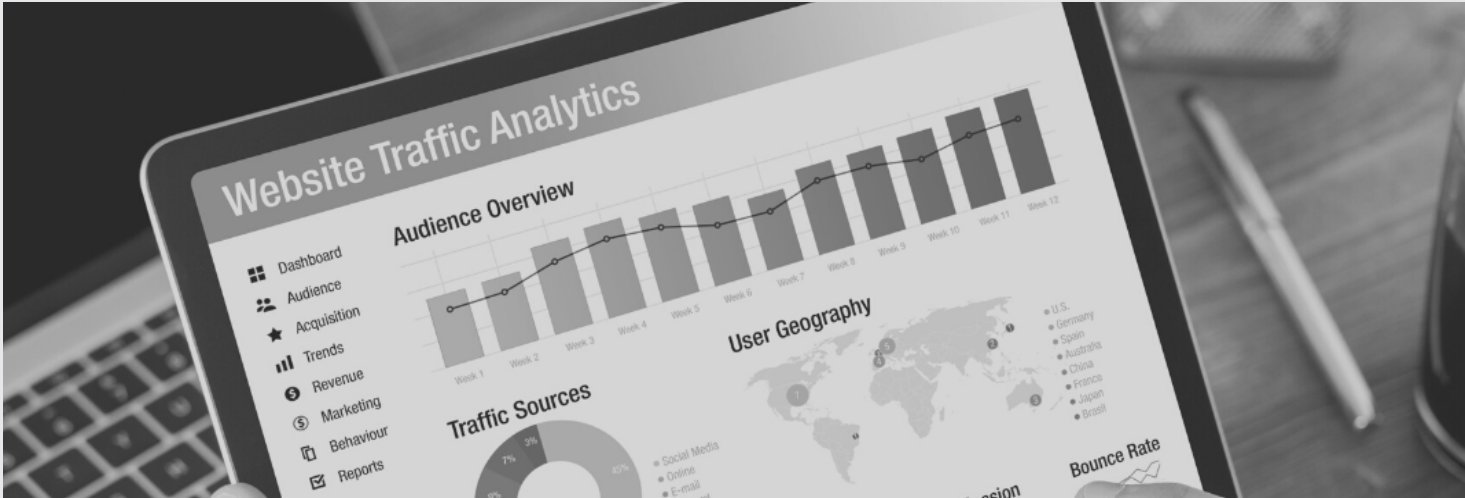 Website Traffic Analytics
Dashboard
Audience
Acquisition
Trends
Revenue
Marketing
Behaviour
Reports
Audience Overview
Week 1
Week 2
Week 3
Week 4
Week 5
Week 6
Week 7
Week 8
Week 9
Week 10
Week 11
Week 12
Traffic Sources
3%
7%
45%
Social Media
Online
E-mail
User Geography
U.S.
Germany
Spain
Australia
China
France
Japan
Brasil
Bounce Rate